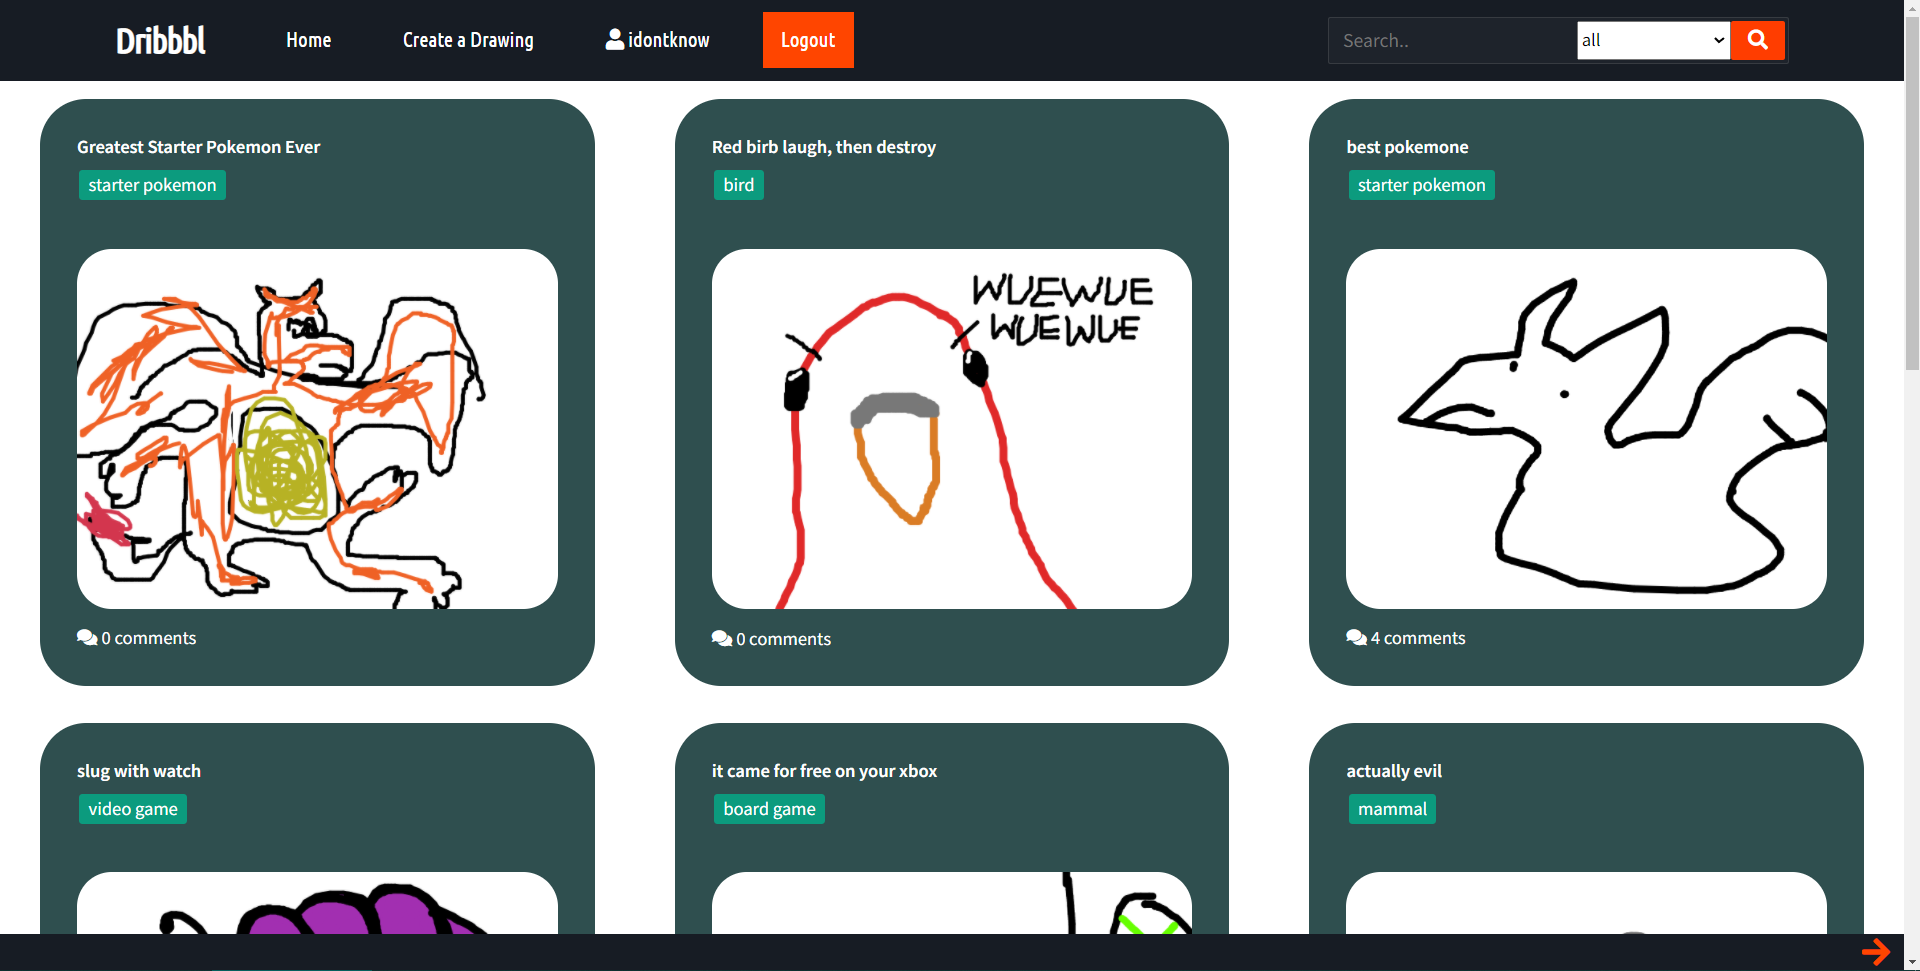 Dribbbl Home Create a Drawing idontknow Logout Search.. all
Greatest Starter Pokemon Ever
starter pokemon
0 comments
Red birb laugh, then destroy
bird
WUEWUE
WUEWUE
0 comments
best pokemone
starter pokemon
4 comments
slug with watch
video game
it came for free on your xbox
board game
actually evil
mammal